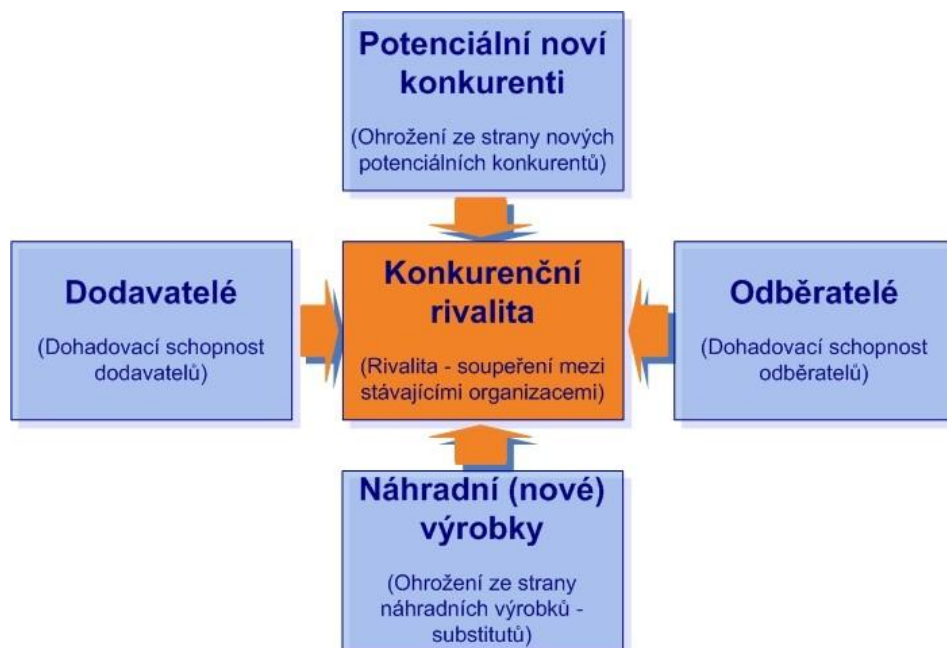 Potenciální noví
konkurenti
(Ohrožení ze strany nových
potenciálních konkurentů)
Dodavatelé
(Dohadovací schopnost
dodavatelů)
Konkurenční
rivalita
(Rivalita - soupeření mezi
stávajícími organizacemi)
Odběratelé
(Dohadovací schopnost
odběratelů)
Náhradní (nové)
výrobky
(Ohrožení ze strany
náhradních výrobků -
substitutů)